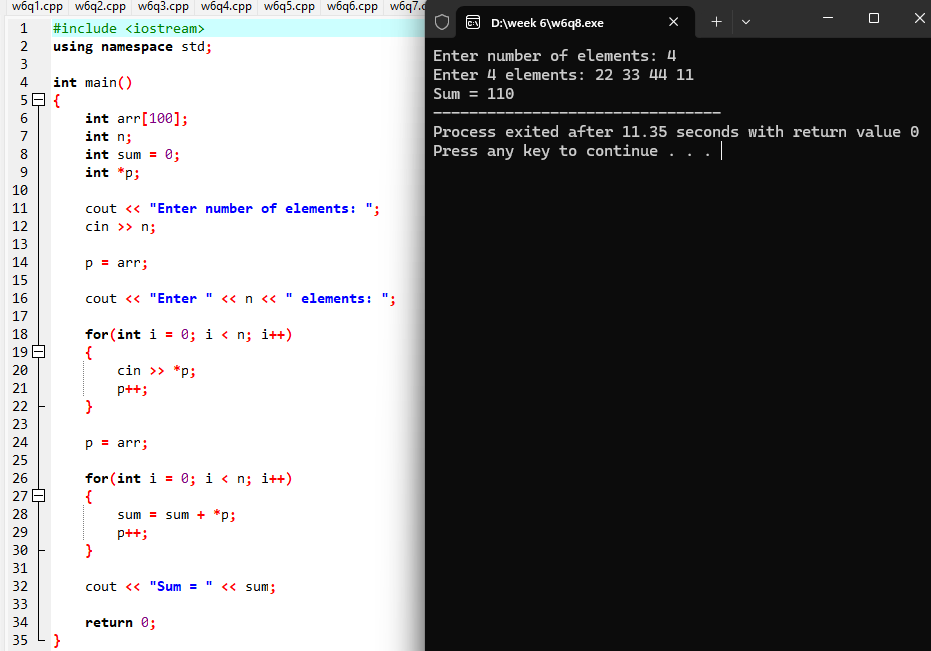 w6q1.cpp w6q2.cpp w6q3.cpp w6q4.cpp w6q5.cpp w6q6.cpp w6q7.c
1 #include <iostream>
2 using namespace std;
3
4 int main()
5 {
6 int arr[100];
7 int n;
8 int sum = 0;
9 int *p;
10
11 cout << "Enter number of elements: ";
12 cin >> n;
13
14 p = arr;
15
16 cout << "Enter " << n << " elements: ";
17
18 for(int i = 0; i < n; i++)
19 {
20 cin >> *p;
21 p++;
22 }
23
24 p = arr;
25
26 for(int i = 0; i < n; i++)
27 {
28 sum = sum + *p;
29 p++;
30 }
31
32 cout << "Sum = " << sum;
33
34 return 0;
35 }
D:\week 6\w6q8.exe
Enter number of elements: 4
Enter 4 elements: 22 33 44 11
Sum = 110
--------------------------------
Process exited after 11.35 seconds with return value 0
Press any key to continue . . .